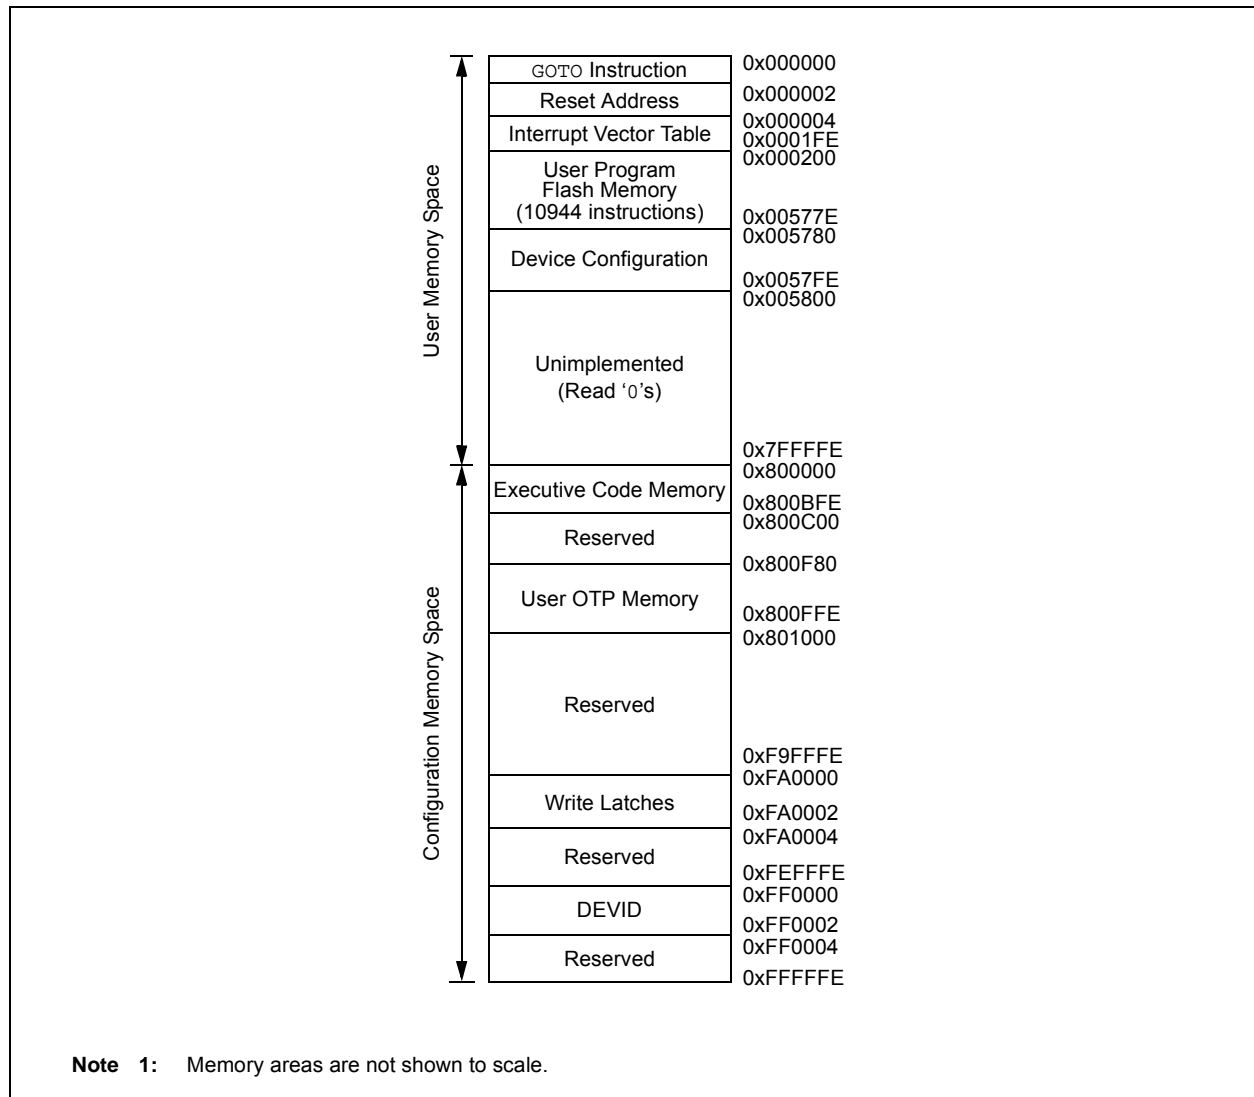 GOTO Instruction
0x000000
Reset Address
0x000002
Interrupt Vector Table
0x000004
0x0001FE
User Program
Flash Memory
(10944 instructions)
0x000200
0x00577E
Device Configuration
0x005780
0x0057FE
Unimplemented
(Read ‘0’s)
0x005800
0x7FFFFE
User Memory Space
Executive Code Memory
0x800000
0x800BFE
Reserved
0x800C00
User OTP Memory
0x800F80
0x800FFE
Reserved
0x801000
0xF9FFFE
Write Latches
0xFA0000
0xFA0002
Reserved
0xFA0004
0xFEFFFE
DEVID
0xFF0000
0xFF0002
Reserved
0xFF0004
0xFFFFFE
Configuration Memory Space
Note 1: Memory areas are not shown to scale.